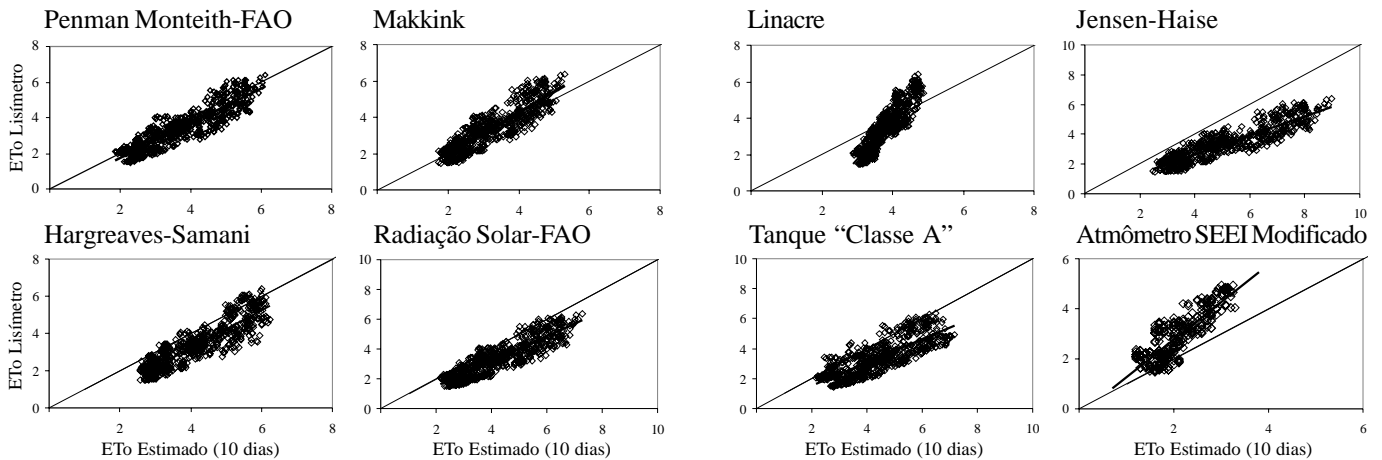 Penman Monteith-FAO
8
6
4
2
0
2 4 6 8
ETo Lisímetro
Makkink
8
6
4
2
0
2 4 6 8
Linacre
8
6
4
2
0
2 4 6 8
Jensen-Haise
10
8
6
4
2
0
2 4 6 8 10
Hargreaves-Samani
8
6
4
2
0
2 4 6 8
ETo Lisímetro
ETo Estimado (10 dias)
Radiação Solar-FAO
10
8
6
4
2
0
2 4 6 8 10
ETo Estimado (10 dias)
Tanque “Classe A”
10
8
6
4
2
0
2 4 6 8 10
ETo Estimado (10 dias)
Atmômetro SEEI Modificado
6
4
2
0
2 4 6
ETo Estimado (10 dias)